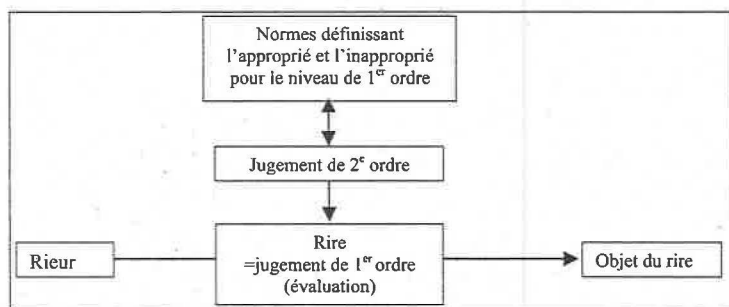 Normes définissant
l'approprié et l'inapproprié
pour le niveau de 1er ordre
Jugement de 2e ordre
Rieur
Rire
=jugement de 1er ordre
(évaluation)
Objet du rire